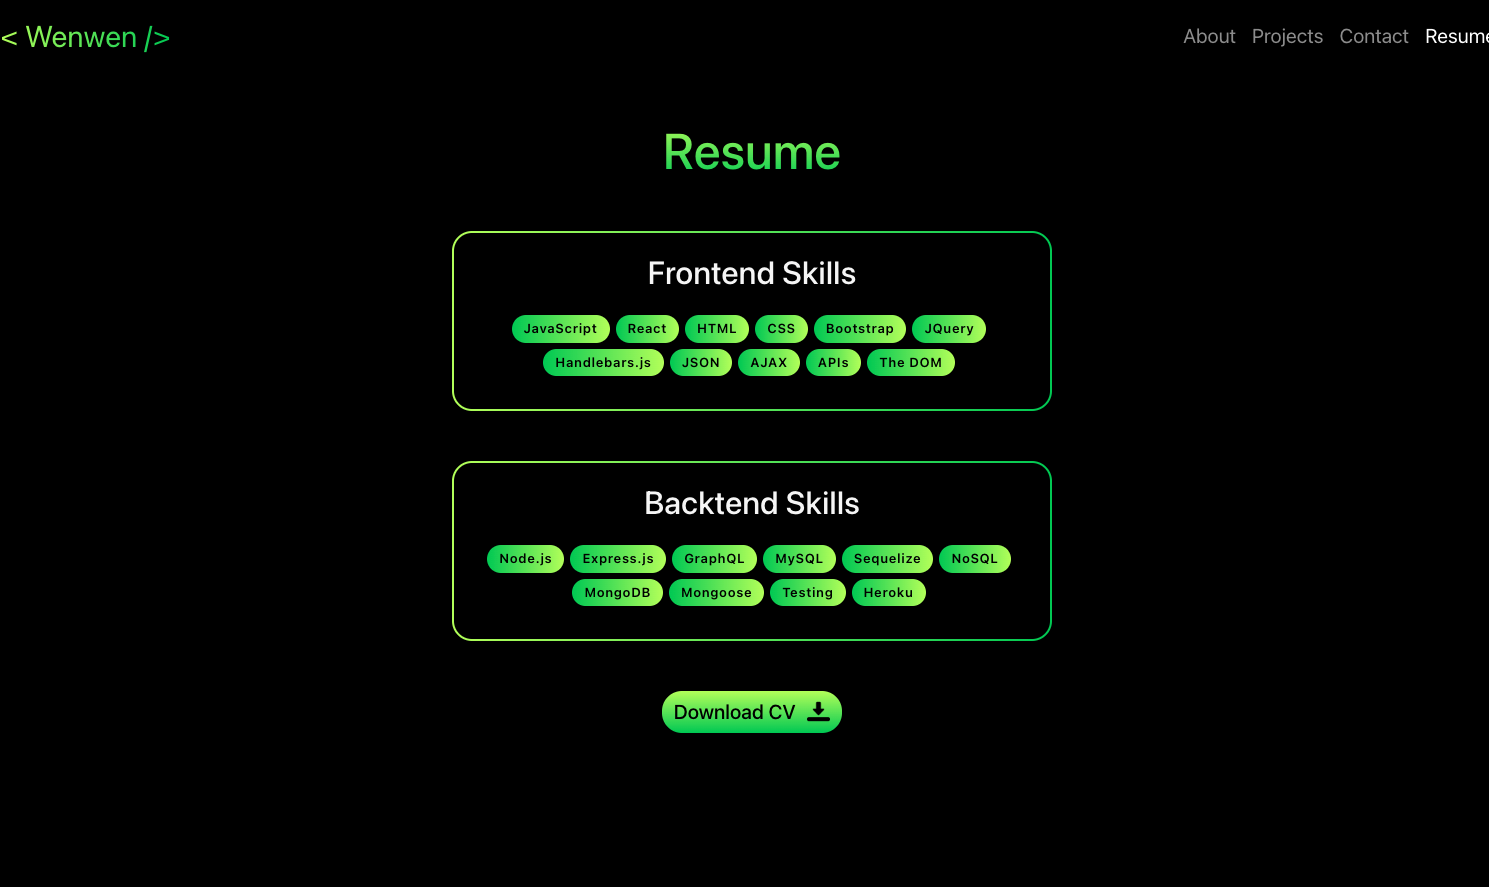 < Wenwen /> About Projects Contact Resume
Resume
Frontend Skills
JavaScript React HTML CSS Bootstrap JQuery
Handlebars.js JSON AJAX APIs The DOM
Backtend Skills
Node.js Express.js GraphQL MySQL Sequelize NoSQL
MongoDB Mongoose Testing Heroku
Download CV